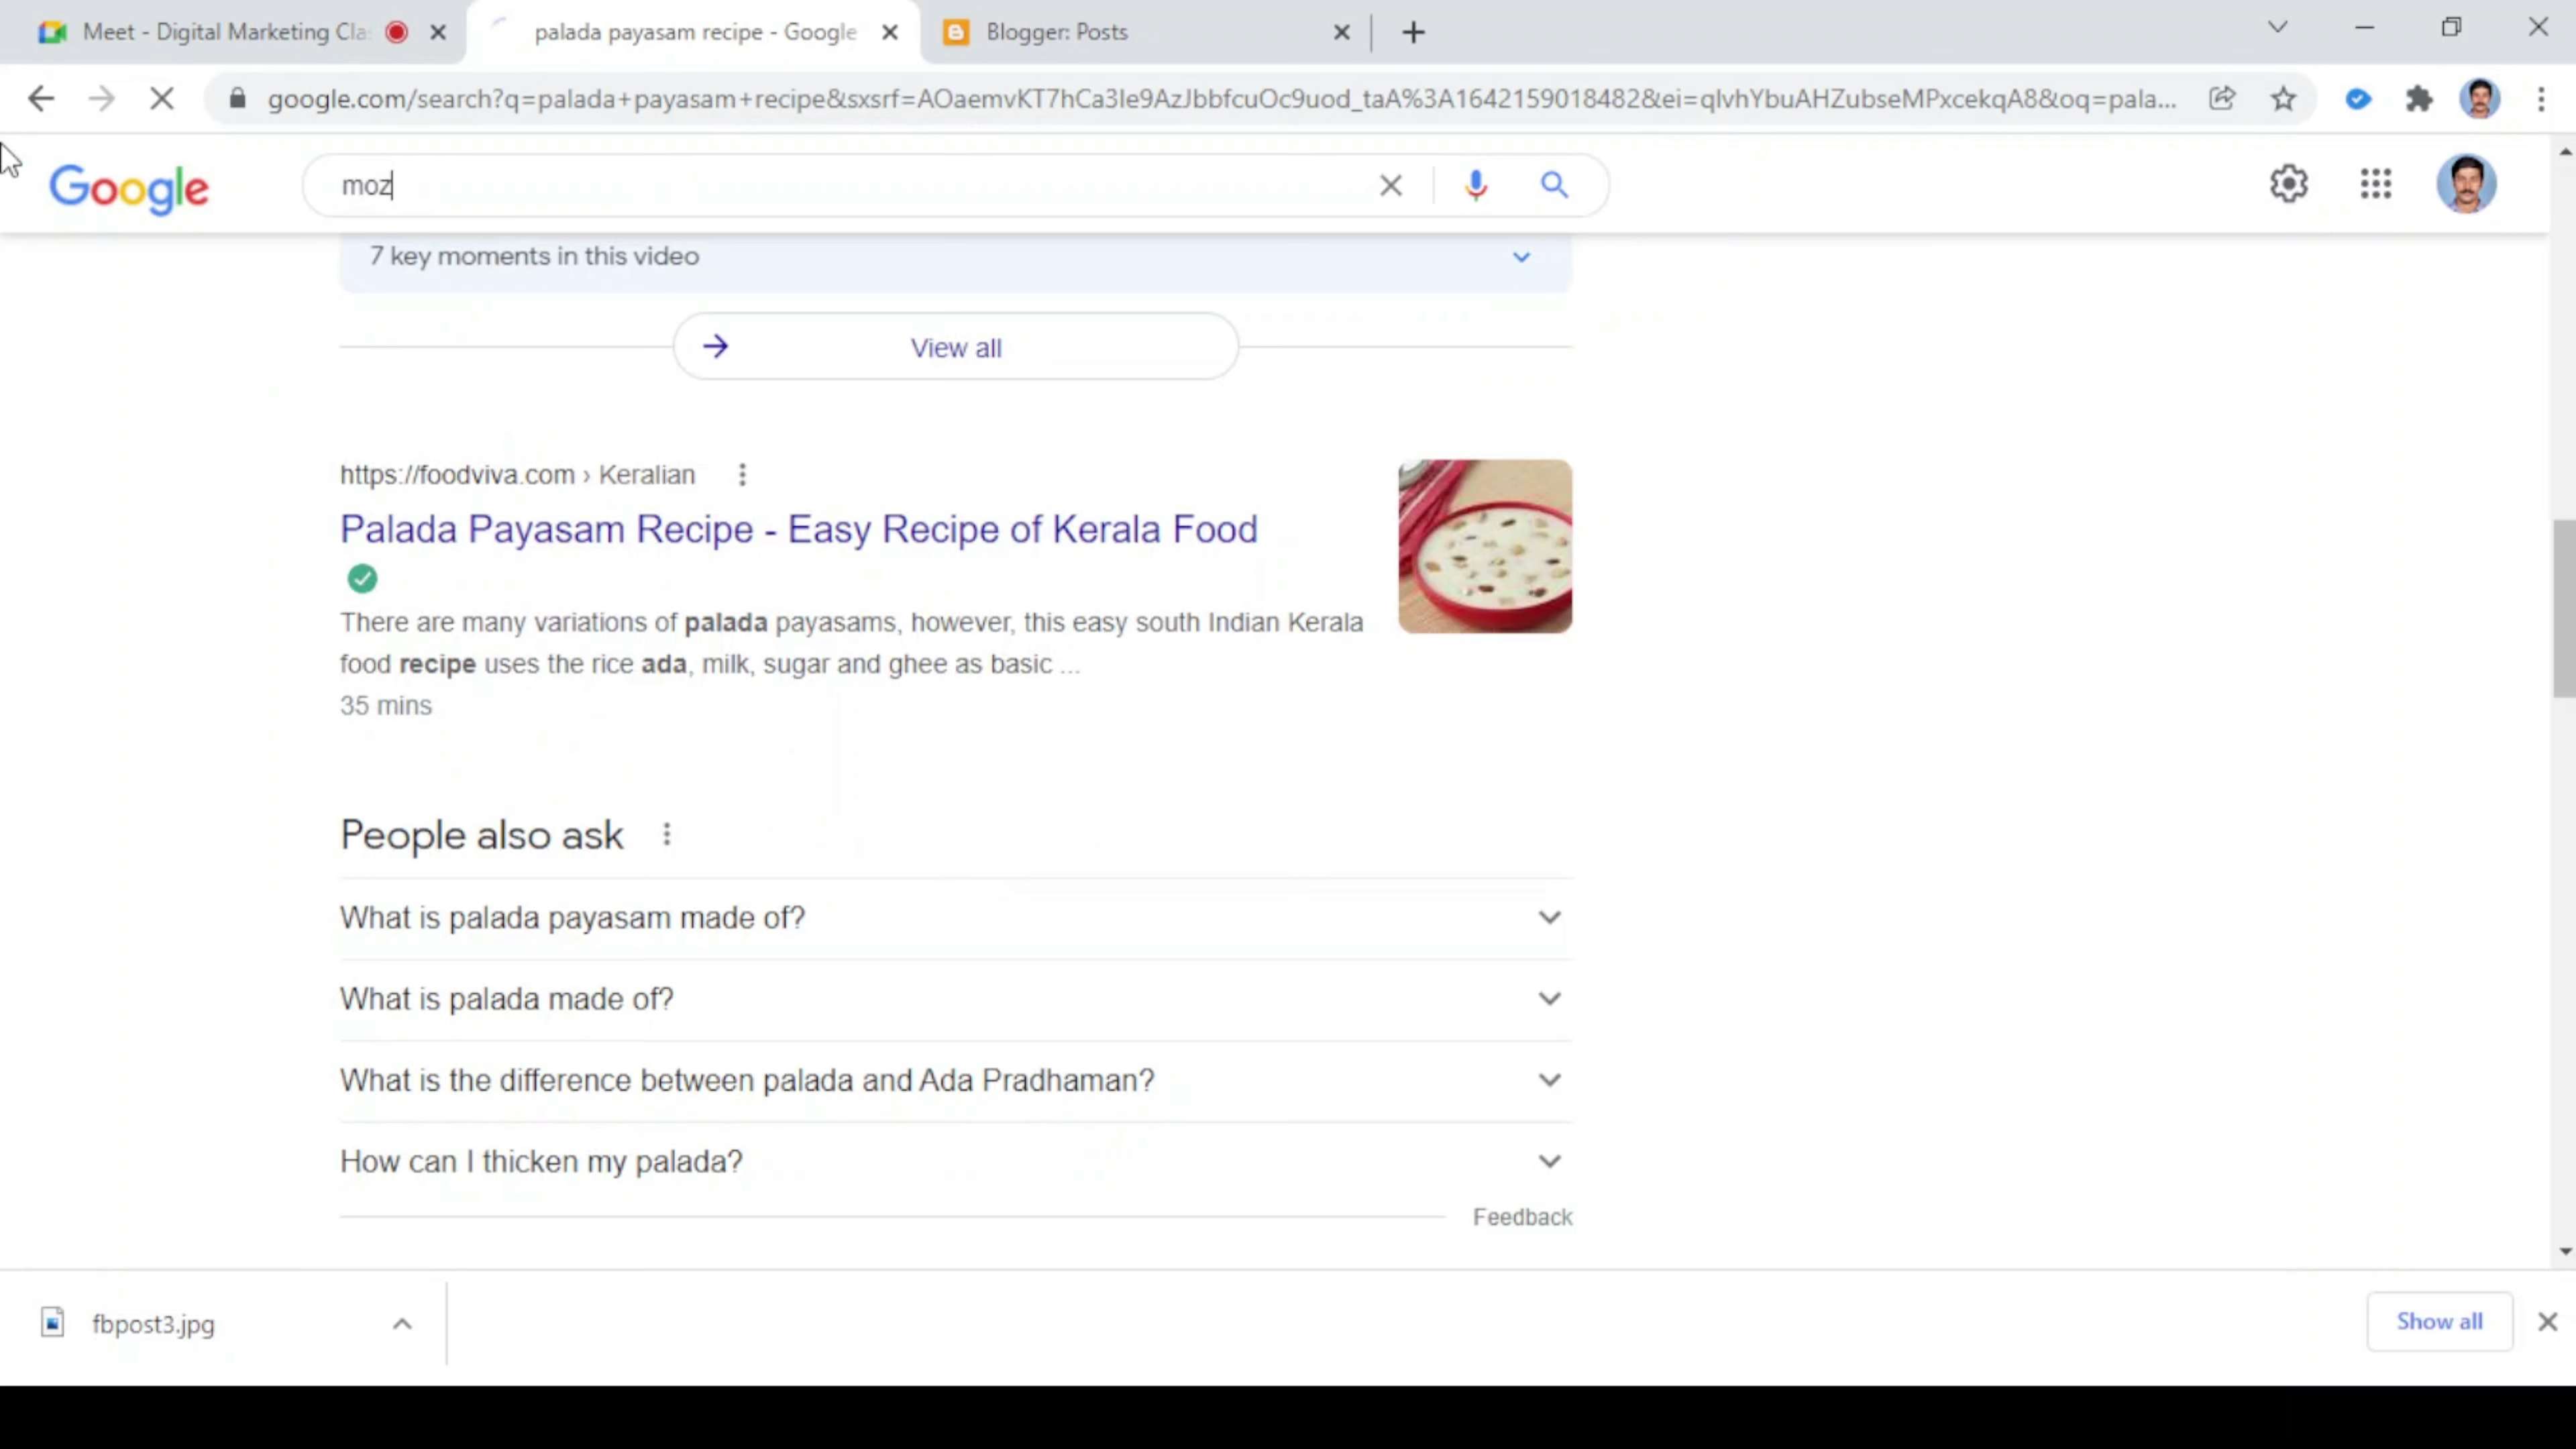 Meet - Digital Marketing Cla
palada payasam recipe - Google
Blogger: Posts
google.com/search?q=palada+payasam+recipe&sxsrf=AOaemvKT7hCa3Ie9AzJbbfcuOc9uod_taA%3A1642159018482&ei=qlvhYbuAHZubseMPxcekqA8&oq=pala...
Google
moz
7 key moments in this video
View all
https://foodviva.com › Keralian
Palada Payasam Recipe - Easy Recipe of Kerala Food
There are many variations of palada payasams, however, this easy south Indian Kerala
food recipe uses the rice ada, milk, sugar and ghee as basic ...
35 mins
People also ask
What is palada payasam made of?
What is palada made of?
What is the difference between palada and Ada Pradhaman?
How can I thicken my palada?
Feedback
fbpost3.jpg
Show all